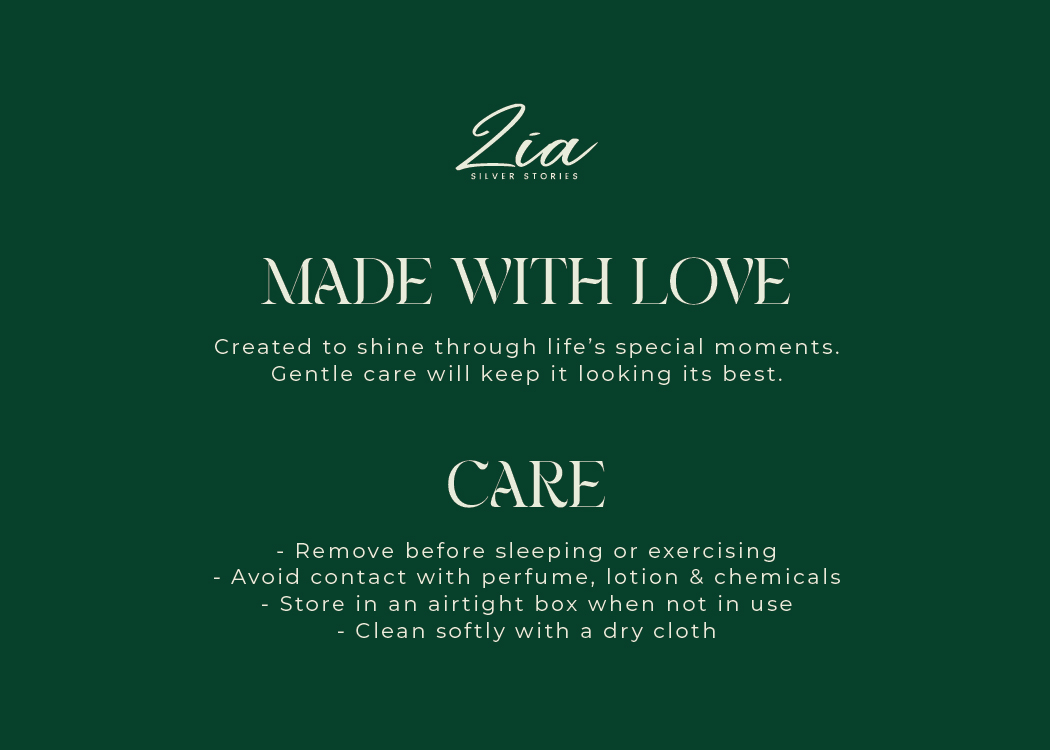 Zia
SILVER STORIES
MADE WITH LOVE
Created to shine through life’s special moments.
Gentle care will keep it looking its best.
CARE
- Remove before sleeping or exercising
- Avoid contact with perfume, lotion & chemicals
- Store in an airtight box when not in use
- Clean softly with a dry cloth